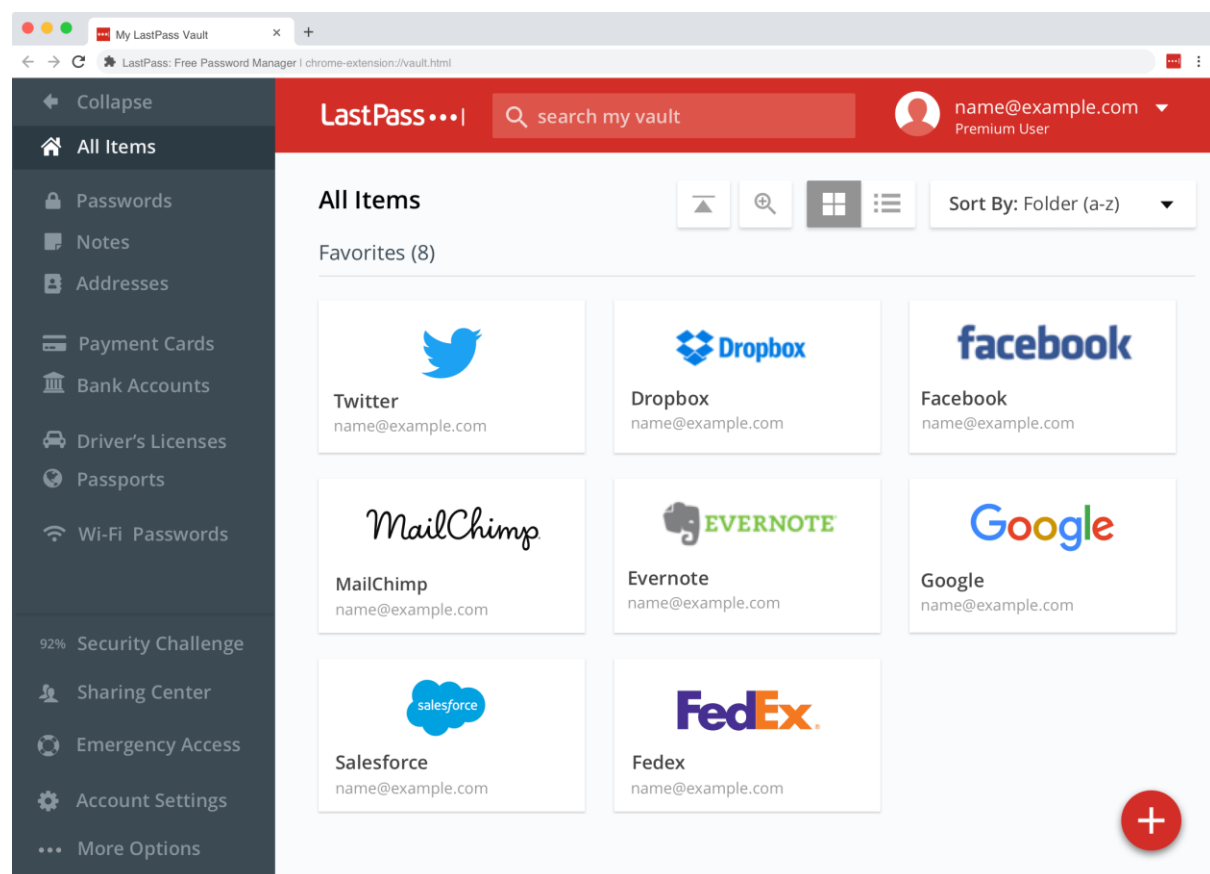 My LastPass Vault
LastPass: Free Password Manager | chrome-extension://vault.html
Collapse
All Items
Passwords
Notes
Addresses
Payment Cards
Bank Accounts
Driver's Licenses
Passports
Wi-Fi Passwords
92% Security Challenge
Sharing Center
Emergency Access
Account Settings
More Options
LastPass
search my vault
name@example.com
Premium User
All Items
Sort By: Folder (a-z)
Favorites (8)
Twitter
name@example.com
Dropbox
Dropbox
name@example.com
facebook
Facebook
name@example.com
MailChimp
MailChimp
name@example.com
EVERNOTE
Evernote
name@example.com
Google
Google
name@example.com
salesforce
Salesforce
name@example.com
FedEx
Fedex
name@example.com